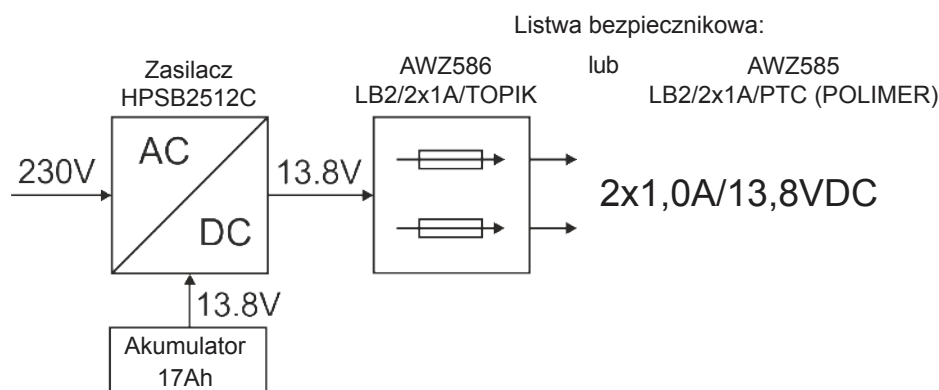 Listwa bezpiecznikowa:
Zasilacz
HPSB2512C
AWZ586
LB2/2x1A/TOPIK
lub
AWZ585
LB2/2x1A/PTC (POLIMER)
230V
AC
DC
13.8V
2x1,0A/13,8VDC
13.8V
Akumulator
17Ah